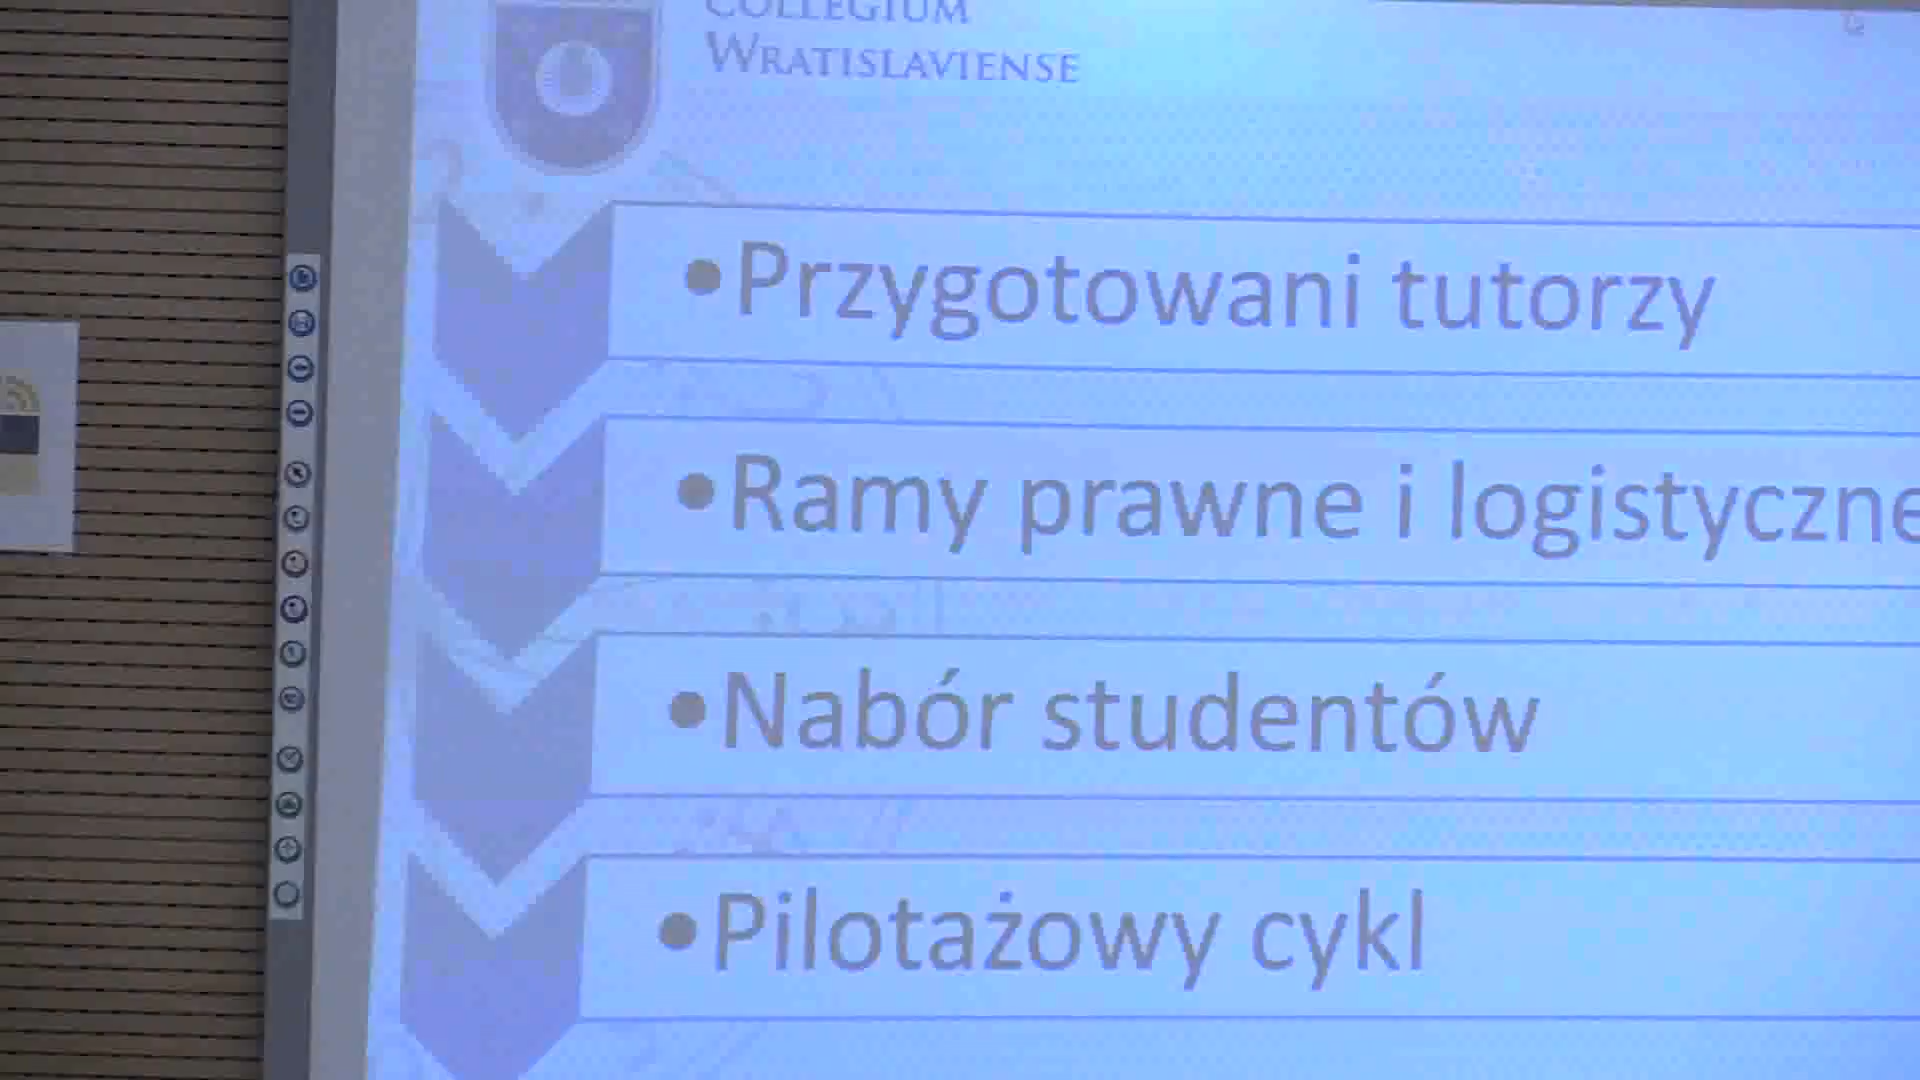 COLLEGIUM
WRATISLAVIENSE
•Przygotowani tutorzy
•Ramy prawne i logistyczne
•Nabór studentów
•Pilotażowy cykl